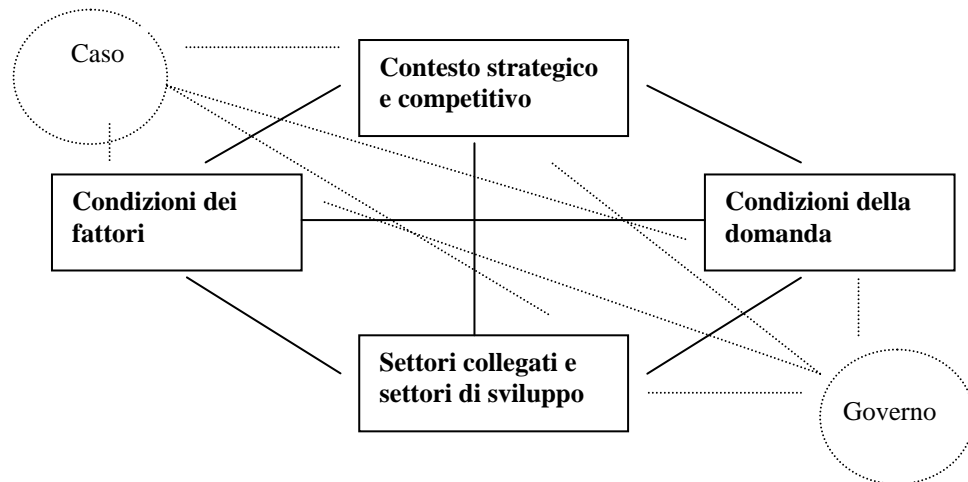 Caso
Contesto strategico
e competitivo
Condizioni dei
fattori
Condizioni della
domanda
Settori collegati e
settori di sviluppo
Governo